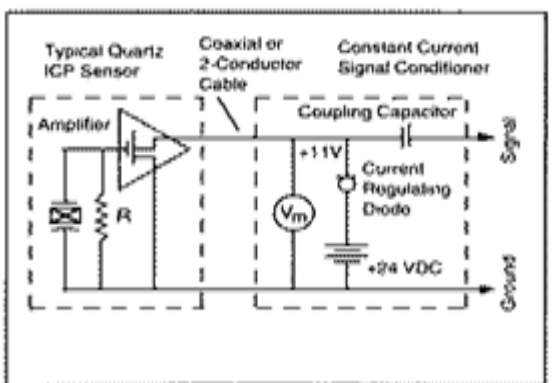 Typical Quartz
ICP Sensor
Coaxial or
2-Conductor
Cable
Constant Current
Signal Conditioner
Amplifier
Coupling Capacitor
+11V
Current
Regulating
Diode
R
Vm
+24 VDC
Signal
Ground